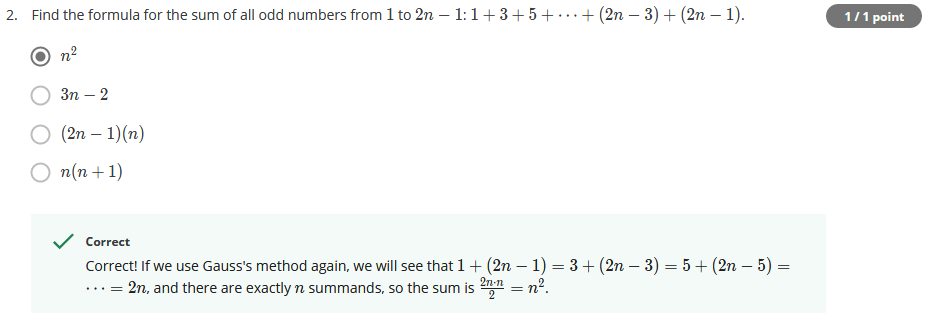 2. Find the formula for the sum of all odd numbers from 1 to 2n − 1: 1 + 3 + 5 + ⋯ + (2n − 3) + (2n − 1).
1 / 1 point
n²
3n − 2
(2n − 1)(n)
n(n + 1)
Correct
Correct! If we use Gauss's method again, we will see that 1 + (2n − 1) = 3 + (2n − 3) = 5 + (2n − 5) =
⋯ = 2n, and there are exactly n summands, so the sum is 2n·n/2 = n².